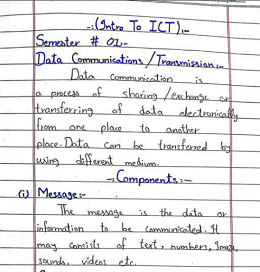 -:(Intro To ICT):-
Semester # 01:-
Data Communications/Transmission:-
Data communication is
a process of sharing/exchange or
transferring of data electronically
from one place to another
place. Data can be transferred by
using different medium.
-:Components:-
(i) Message:-
The message is the data or
information to be communicated. It
may consists of text, numbers, Image,
sounds, videos etc.